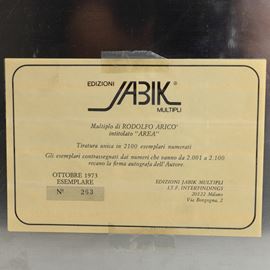 EDIZIONI
JABIK®
MULTIPLI
Multiplo di RODOLFO ARICO'
intitolato "AREA"
Tiratura unica in 2100 esemplari numerati
Gli esemplari contrassegnati dai numeri che vanno da 2.001 a 2.100
recano la firma autografa dell'Autore.
OTTOBRE 1973
ESEMPLARE
N° 263
EDIZIONI JABIK MULTIPLI
I.T.F. INTERFINDINGS
20122 Milano
Via Borgogna, 2